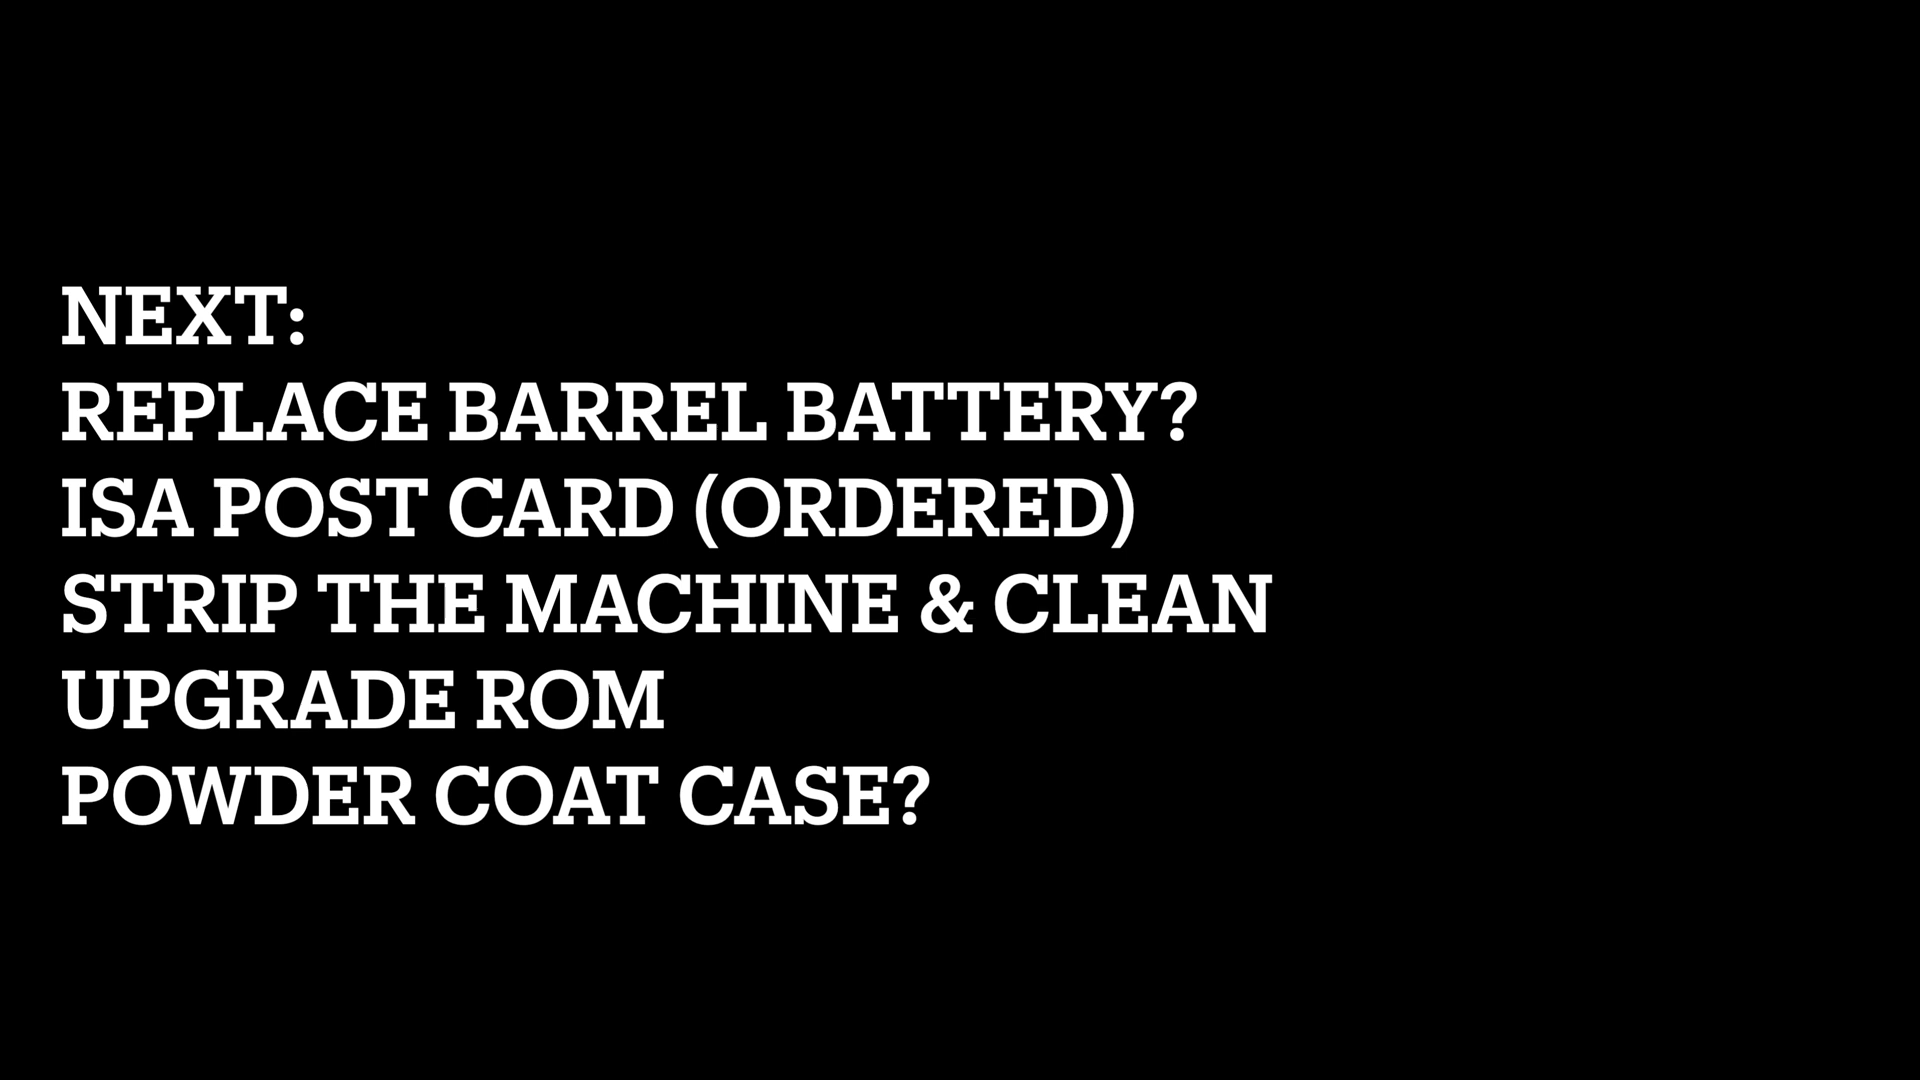 NEXT:
REPLACE BARREL BATTERY?
ISA POST CARD (ORDERED)
STRIP THE MACHINE & CLEAN
UPGRADE ROM
POWDER COAT CASE?